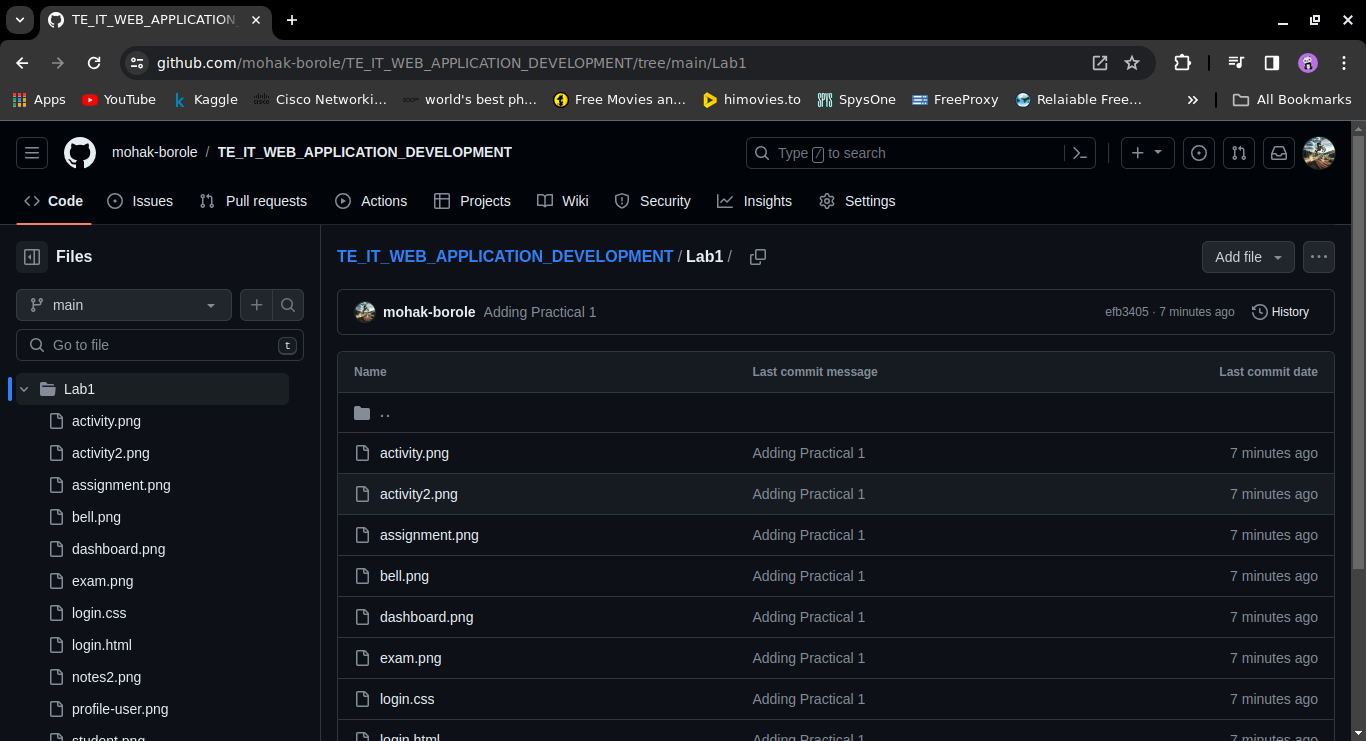 TE_IT_WEB_APPLICATION_
github.com/mohak-borole/TE_IT_WEB_APPLICATION_DEVELOPMENT/tree/main/Lab1
Apps YouTube Kaggle Cisco Networki... world's best ph... Free Movies an... himovies.to SpysOne FreeProxy Relaiable Free... » All Bookmarks
mohak-borole / TE_IT_WEB_APPLICATION_DEVELOPMENT
Type / to search
Code Issues Pull requests Actions Projects Wiki Security Insights Settings
Files
main
Go to file t
Lab1
activity.png
activity2.png
assignment.png
bell.png
dashboard.png
exam.png
login.css
login.html
notes2.png
profile-user.png
student.png
TE_IT_WEB_APPLICATION_DEVELOPMENT / Lab1 /
Add file
mohak-borole Adding Practical 1 efb3405 · 7 minutes ago History
Name Last commit message Last commit date
..
activity.png Adding Practical 1 7 minutes ago
activity2.png Adding Practical 1 7 minutes ago
assignment.png Adding Practical 1 7 minutes ago
bell.png Adding Practical 1 7 minutes ago
dashboard.png Adding Practical 1 7 minutes ago
exam.png Adding Practical 1 7 minutes ago
login.css Adding Practical 1 7 minutes ago
login.html Adding Practical 1 7 minutes ago